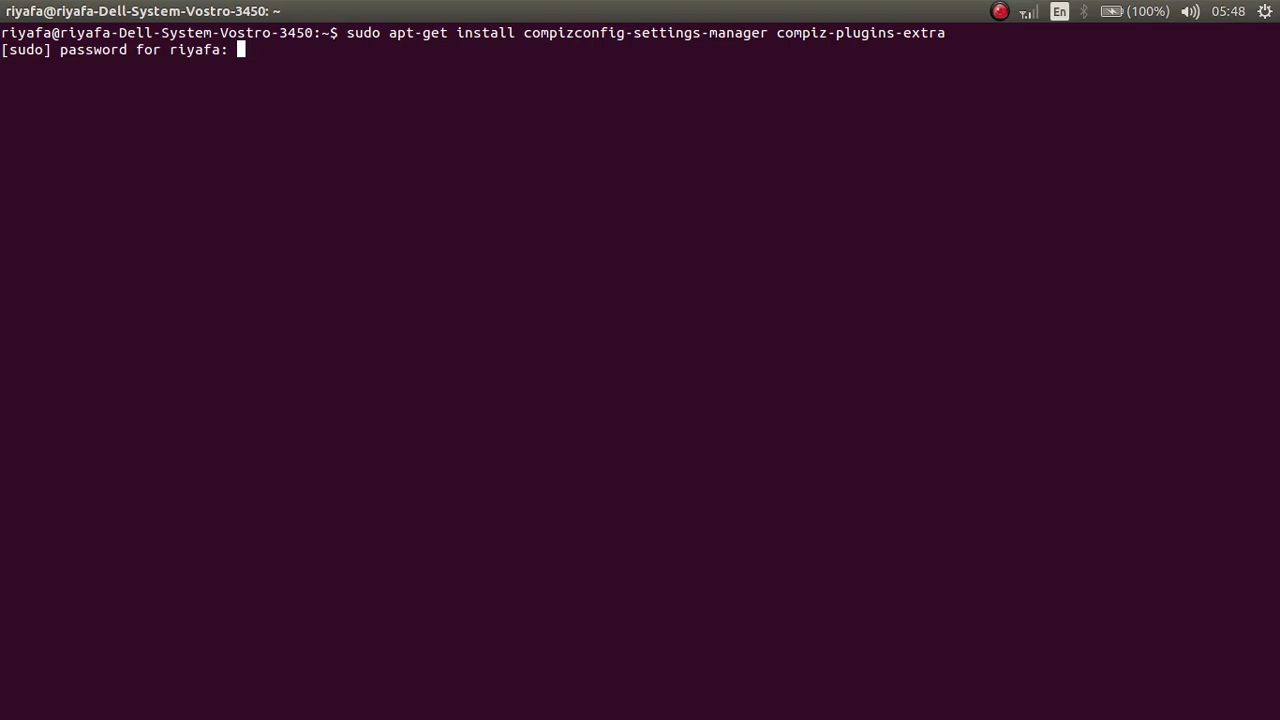 riyafa@riyafa-Dell-System-Vostro-3450: ~
En
(100%)
05:48
riyafa@riyafa-Dell-System-Vostro-3450:~$ sudo apt-get install compizconfig-settings-manager compiz-plugins-extra
[sudo] password for riyafa: